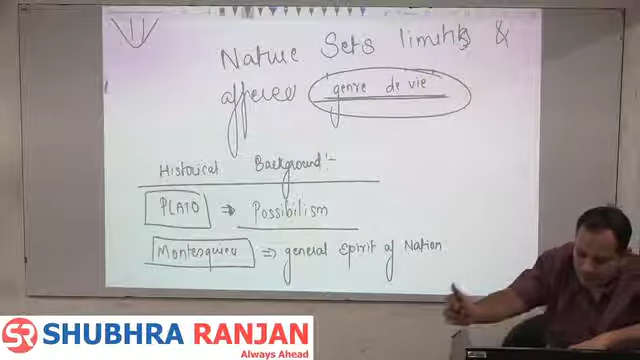 Nature Sets limits &
genre de vie
Historical Background:-
PLATO ⇒ Possibilism
Montesquieu ⇒ general spirit of Nation
SR SHUBHRA RANJAN
Always Ahead